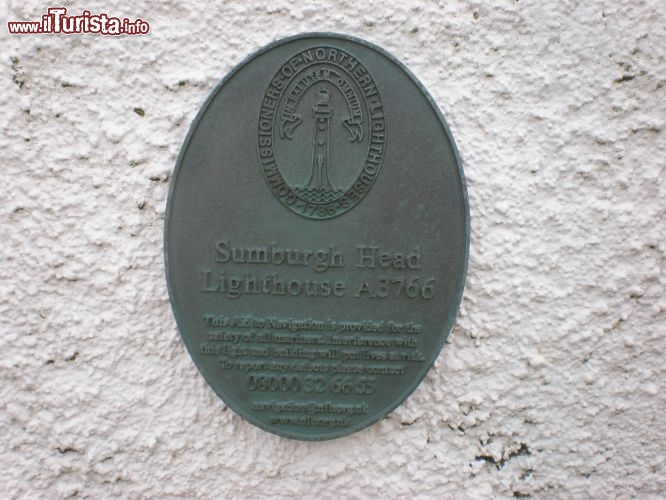 www.ilTurista.info
COMMISSIONERS·OF·NORTHERN·LIGHTHOUSES
·1786·
IN SALUTEM OMNIUM
Sumburgh Head
Lighthouse A3766
This Aid to Navigation is provided for the
safety of all mariners. Interference with
this light and building will put lives at risk.
To report any defects please contact
03000 32 66 55
navigation@nlb.org.uk
www.nlb.org.uk